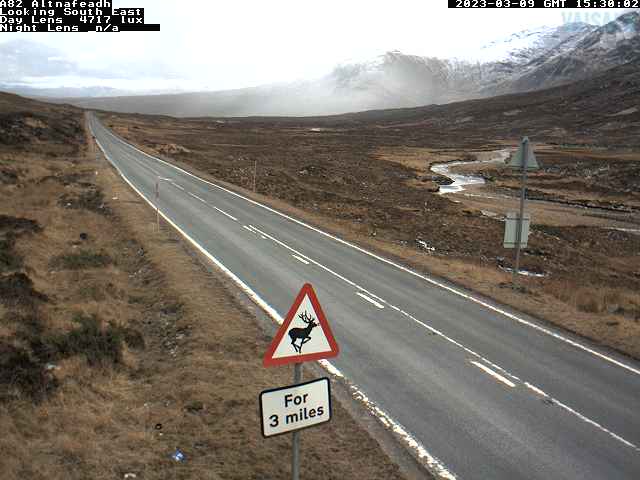 A82 Altnafeadh
Looking South East
Day Lens 4717 lux
Night Lens n/a
2023-03-09 GMT 15:30:02
VAISALA
For
3 miles